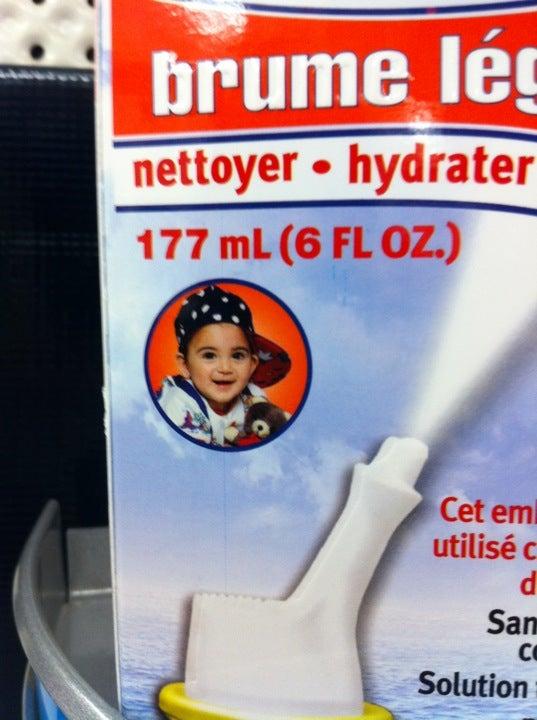 brume
nettoyer • hydrater
177 mL (6 FL OZ.)
Cet
utilisé
Solution